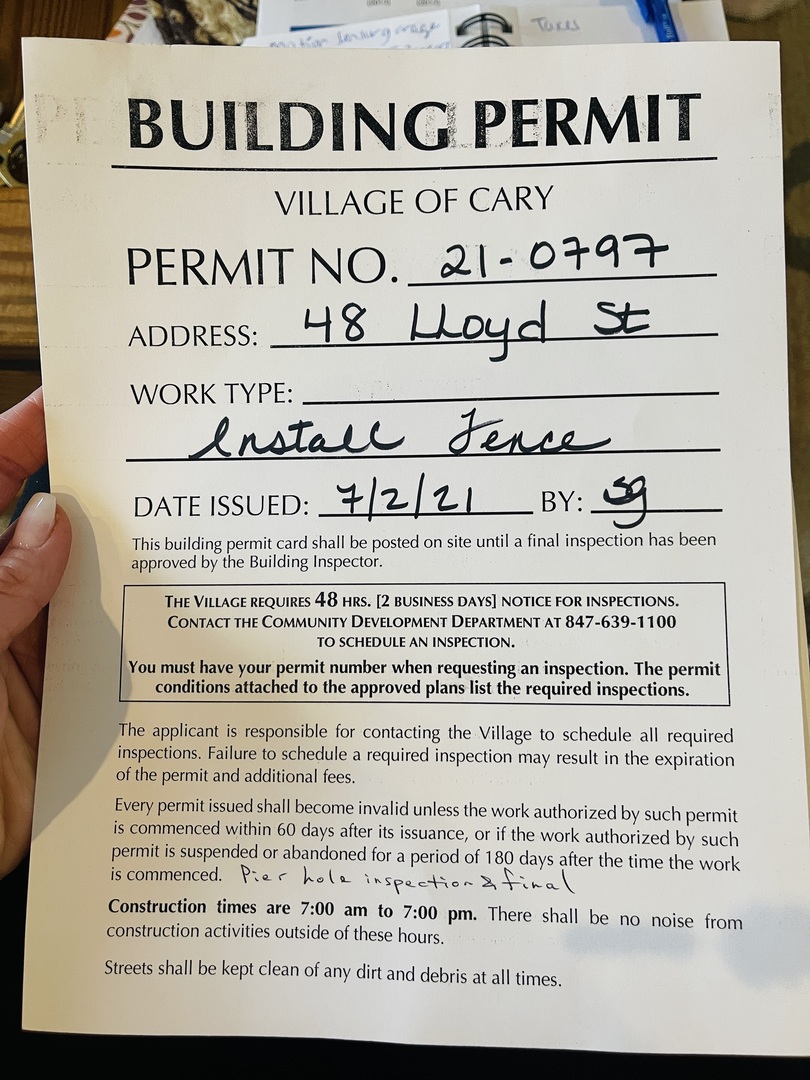 Taxes
BUILDING PERMIT
VILLAGE OF CARY
PERMIT NO. 21-0797
ADDRESS: 48 Lloyd St
WORK TYPE:
Install Fence
DATE ISSUED: 7/2/21 BY: sg
This building permit card shall be posted on site until a final inspection has been
approved by the Building Inspector.
THE VILLAGE REQUIRES 48 HRS. [2 BUSINESS DAYS] NOTICE FOR INSPECTIONS.
CONTACT THE COMMUNITY DEVELOPMENT DEPARTMENT AT 847-639-1100
TO SCHEDULE AN INSPECTION.
You must have your permit number when requesting an inspection. The permit
conditions attached to the approved plans list the required inspections.
The applicant is responsible for contacting the Village to schedule all required
inspections. Failure to schedule a required inspection may result in the expiration
of the permit and additional fees.
Every permit issued shall become invalid unless the work authorized by such permit
is commenced within 60 days after its issuance, or if the work authorized by such
permit is suspended or abandoned for a period of 180 days after the time the work
is commenced. Pier hole inspection & final
Construction times are 7:00 am to 7:00 pm. There shall be no noise from
construction activities outside of these hours.
Streets shall be kept clean of any dirt and debris at all times.